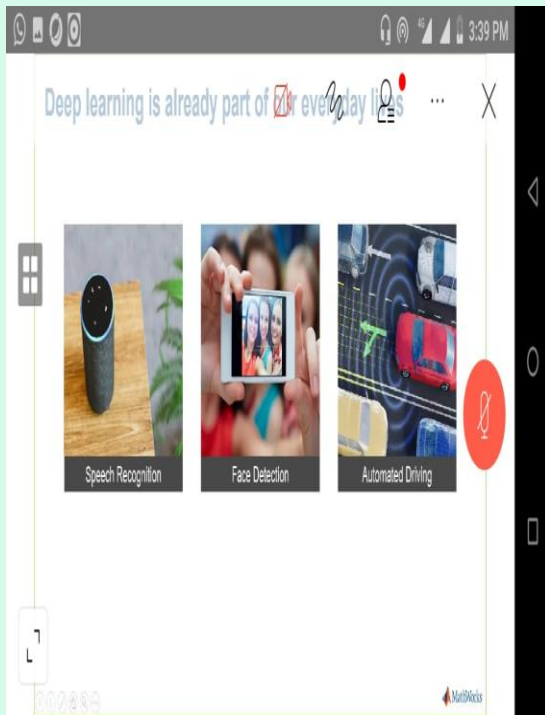 4G 3:39 PM
Deep learning is already part of our everyday lives
Speech Recognition
Face Detection
Automated Driving
MathWorks